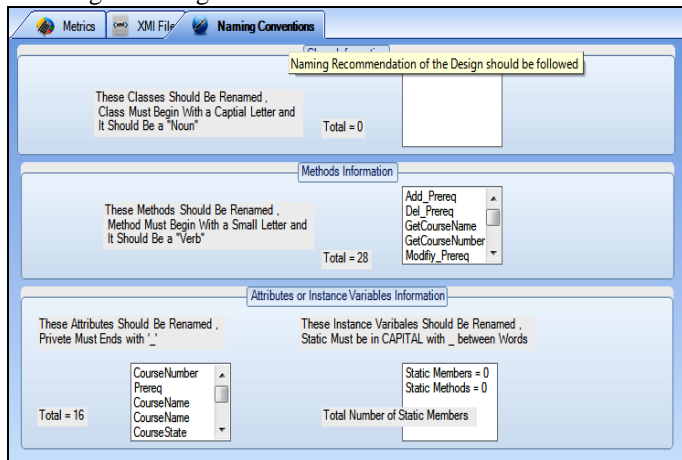 Metrics
XMI File
Naming Conventions
Naming Recommendation of the Design should be followed
These Classes Should Be Renamed ,
Class Must Begin With a Captial Letter and
It Should Be a "Noun"
Total = 0
Methods Information
These Methods Should Be Renamed ,
Method Must Begin With a Small Letter and
It Should Be a "Verb"
Total = 28
Add_Prereq
Del_Prereq
GetCourseName
GetCourseNumber
Modifiy_Prereq
Attributes or Instance Variables Information
These Attributes Should Be Renamed ,
Privete Must Ends with '_'
Total = 16
CourseNumber
Prereq
CourseName
CourseName
CourseState
These Instance Varibales Should Be Renamed ,
Static Must be in CAPITAL with _ between Words
Static Members = 0
Static Methods = 0
Total Number of Static Members